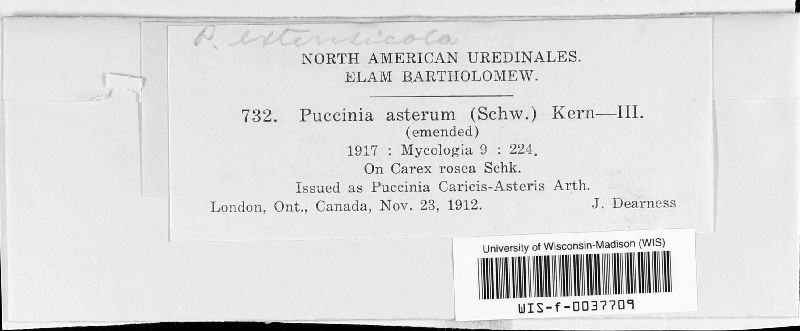 P. extensicola
NORTH AMERICAN UREDINALES.
ELAM BARTHOLOMEW.
732. Puccinia asterum (Schw.) Kern—III.
(emended)
1917 : Mycologia 9 : 224.
On Carex rosea Schk.
Issued as Puccinia Caricis-Asteris Arth.
London, Ont., Canada, Nov. 23, 1912. J. Dearness
University of Wisconsin-Madison (WIS)
WIS-f-0037709